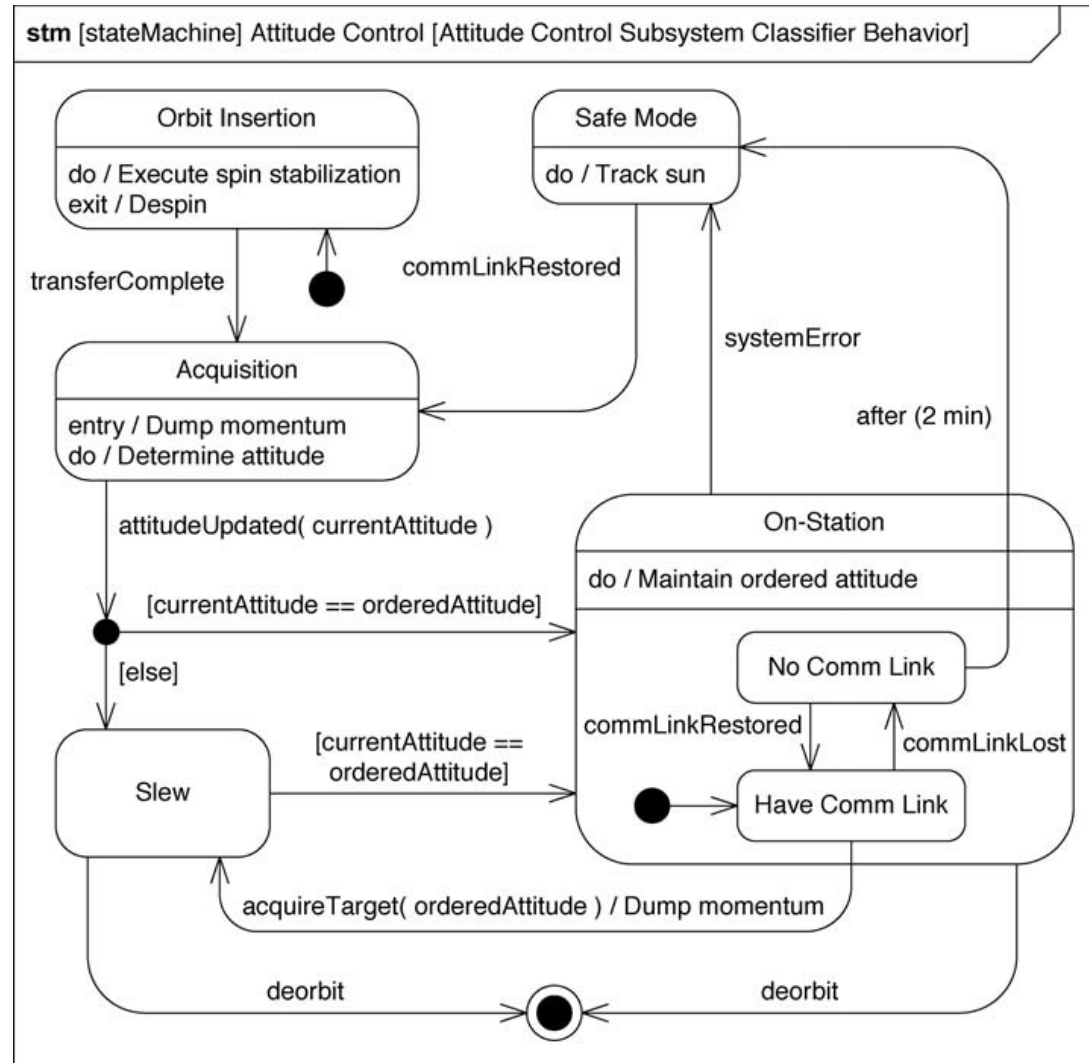 stm [stateMachine] Attitude Control [Attitude Control Subsystem Classifier Behavior]
Orbit Insertion
do / Execute spin stabilization
exit / Despin
Safe Mode
do / Track sun
transferComplete
commLinkRestored
systemError
after (2 min)
Acquisition
entry / Dump momentum
do / Determine attitude
attitudeUpdated( currentAttitude )
[currentAttitude == orderedAttitude]
[else]
On-Station
do / Maintain ordered attitude
No Comm Link
commLinkRestored
commLinkLost
Have Comm Link
Slew
[currentAttitude ==
orderedAttitude]
acquireTarget( orderedAttitude ) / Dump momentum
deorbit
deorbit